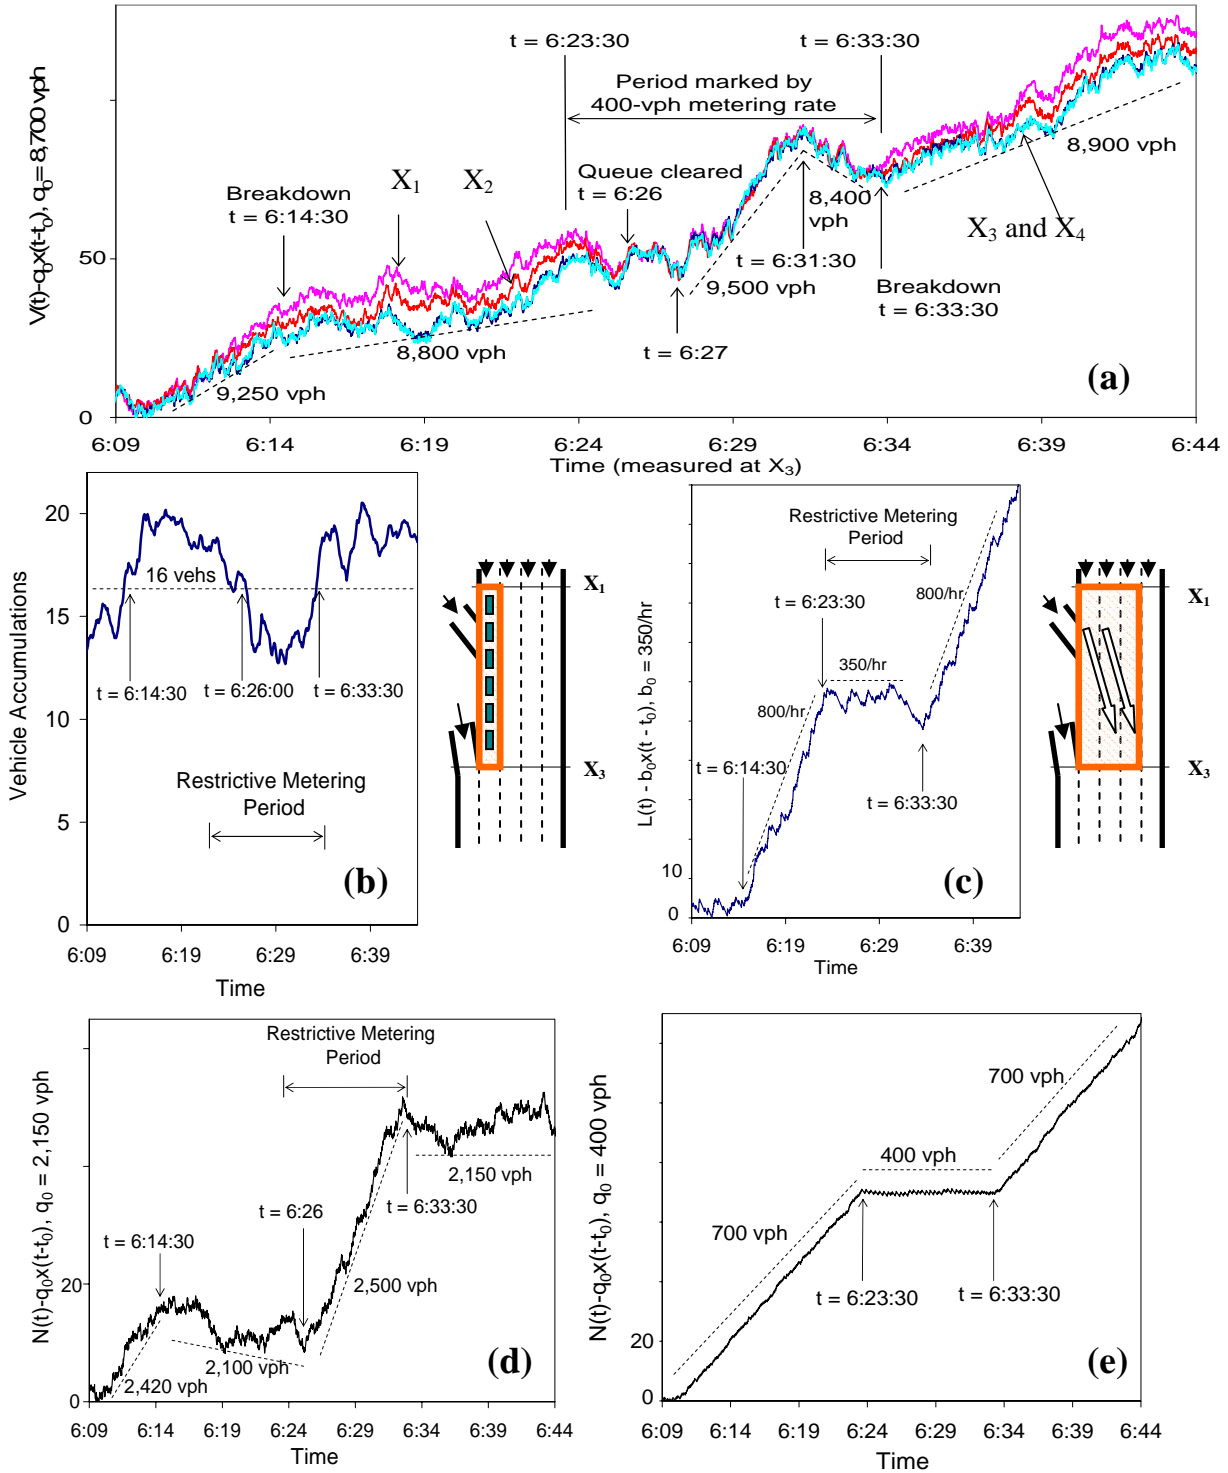 t = 6:23:30
t = 6:33:30
Period marked by
400-vph metering rate
Breakdown
t = 6:14:30
X1
X2
Queue cleared
t = 6:26
8,400
vph
8,900 vph
X3 and X4
t = 6:31:30
9,500 vph
Breakdown
t = 6:33:30
t = 6:27
8,800 vph
9,250 vph
(a)
V(t)-q0x(t-t0), q0 = 8,700 vph
50
0
6:09 6:14 6:19 6:24 6:29 6:34 6:39 6:44
Time (measured at X3)
Vehicle Accumulations
20
15
10
5
0
16 vehs
t = 6:14:30
t = 6:26:00
t = 6:33:30
Restrictive Metering
Period
(b)
6:09 6:19 6:29 6:39
Time
X1
X3
L(t) - b0x(t - t0), b0 = 350/hr
10
0
Restrictive Metering
Period
t = 6:23:30
800/hr
350/hr
800/hr
t = 6:14:30
t = 6:33:30
(c)
6:09 6:19 6:29 6:39
Time
X1
X3
N(t)-q0x(t-t0), q0 = 2,150 vph
20
0
Restrictive Metering
Period
t = 6:14:30
t = 6:26
t = 6:33:30
2,150 vph
2,500 vph
2,100 vph
2,420 vph
(d)
6:09 6:14 6:19 6:24 6:29 6:34 6:39 6:44
Time
N(t)-q0x(t-t0), q0 = 400 vph
20
0
700 vph
400 vph
700 vph
t = 6:23:30
t = 6:33:30
(e)
6:09 6:14 6:19 6:24 6:29 6:34 6:39 6:44
Time